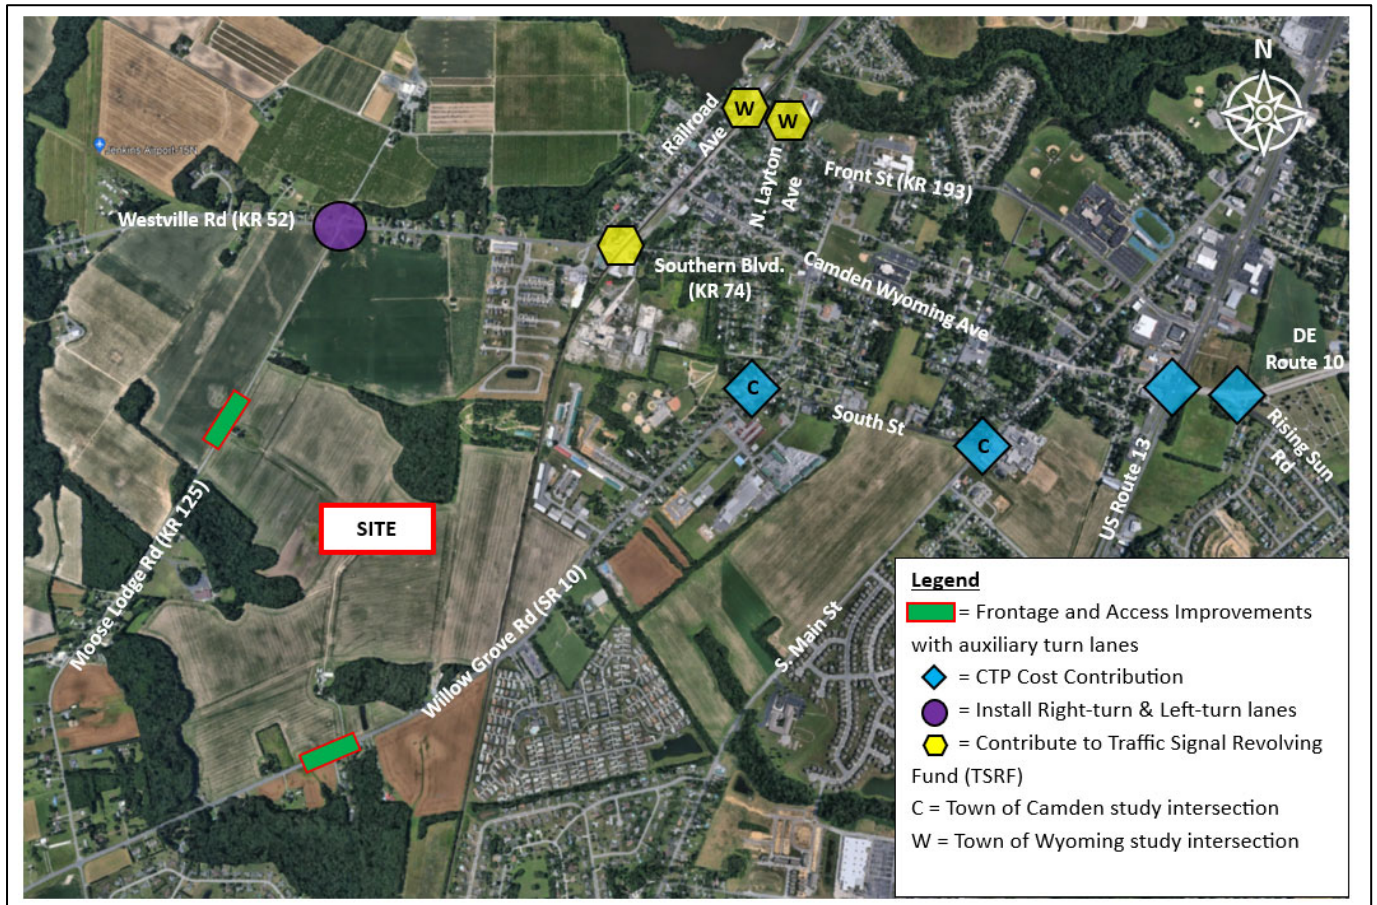 N
W
W
Railroad
Ave
N. Layton
Ave
Front St (KR 193)
Jenkins Airport-15N
Westville Rd (KR 52)
Southern Blvd.
(KR 74)
Camden Wyoming Ave
DE
Route 10
C
South St
C
Rising Sun
Rd
US Route 13
Moose Lodge Rd (KR 125)
SITE
Willow Grove Rd (SR 10)
S. Main St
Legend
= Frontage and Access Improvements
with auxiliary turn lanes
= CTP Cost Contribution
= Install Right-turn & Left-turn lanes
= Contribute to Traffic Signal Revolving
Fund (TSRF)
C = Town of Camden study intersection
W = Town of Wyoming study intersection